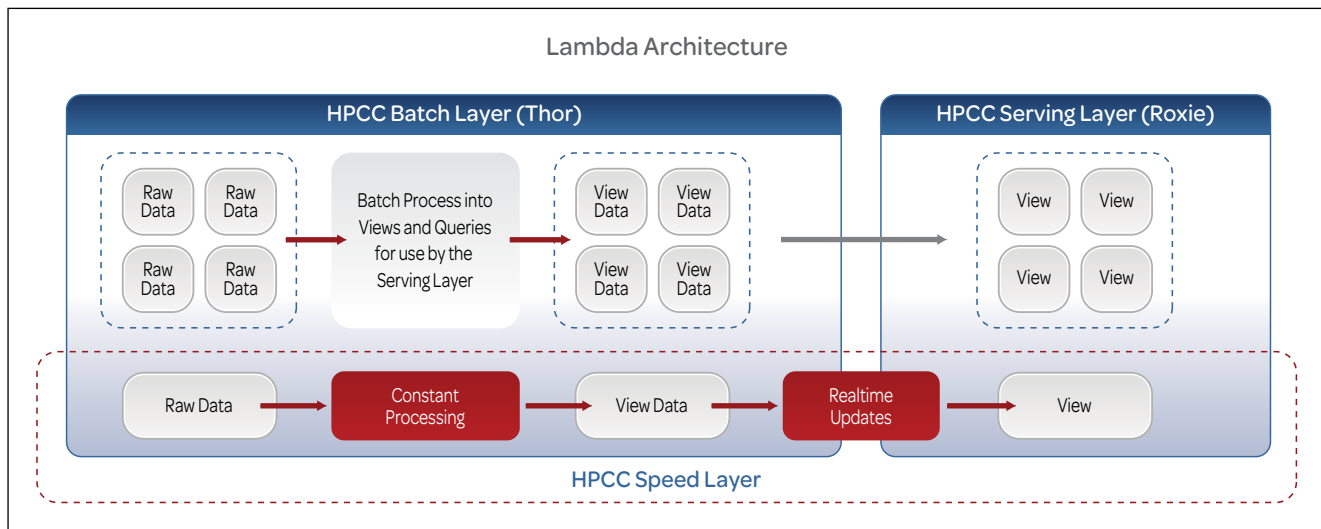 Lambda Architecture
HPCC Batch Layer (Thor)
HPCC Serving Layer (Roxie)
Raw
Data
Raw
Data
Raw
Data
Raw
Data
Batch Process into
Views and Queries
for use by the
Serving Layer
View
Data
View
Data
View
Data
View
Data
View
View
View
View
Raw Data
Constant
Processing
View Data
Realtime
Updates
View
HPCC Speed Layer